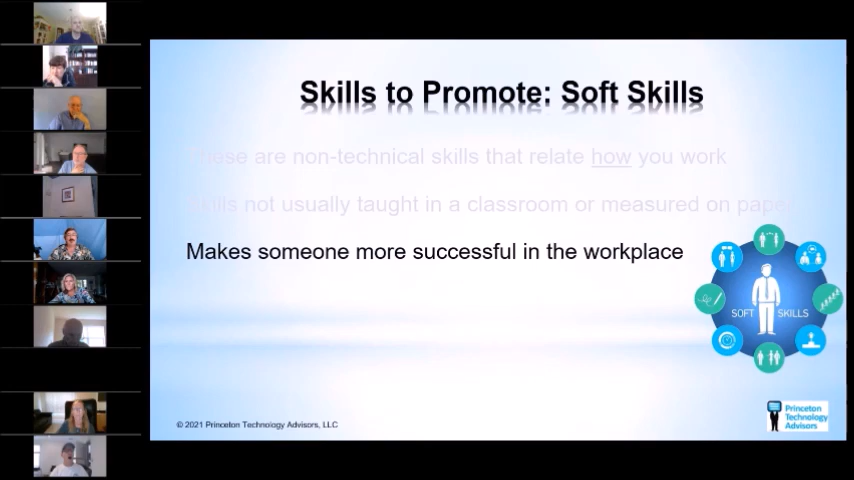 Skills to Promote: Soft Skills
These are non-technical skills that relate how you work
Skills not usually taught in a classroom or measured on paper
Makes someone more successful in the workplace
SOFT SKILLS
© 2021 Princeton Technology Advisors, LLC
Princeton
Technology
Advisors